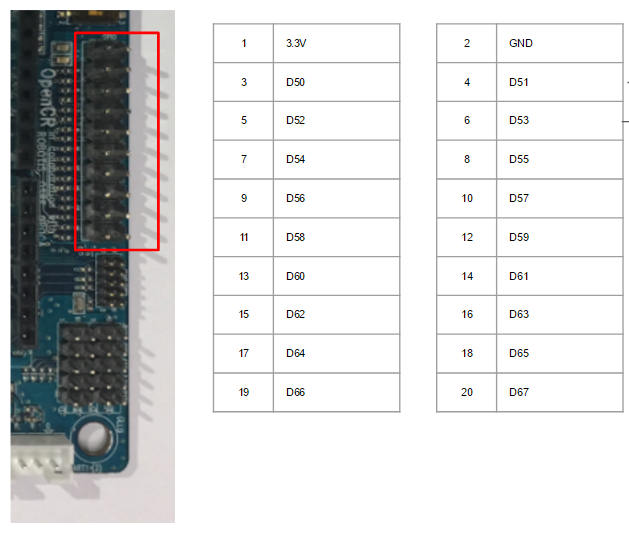 OpenCR
1 3.3V 2 GND
3 D50 4 D51
5 D52 6 D53
7 D54 8 D55
9 D56 10 D57
11 D58 12 D59
13 D60 14 D61
15 D62 16 D63
17 D64 18 D65
19 D66 20 D67